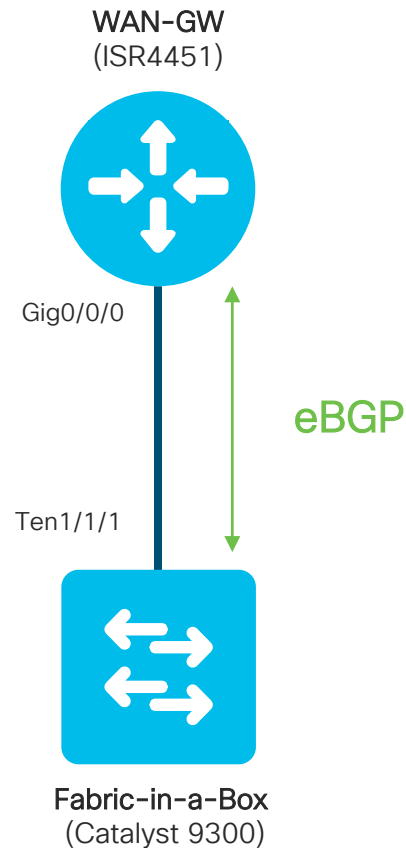 WAN-GW
(ISR4451)
Gig0/0/0
eBGP
Ten1/1/1
Fabric-in-a-Box
(Catalyst 9300)